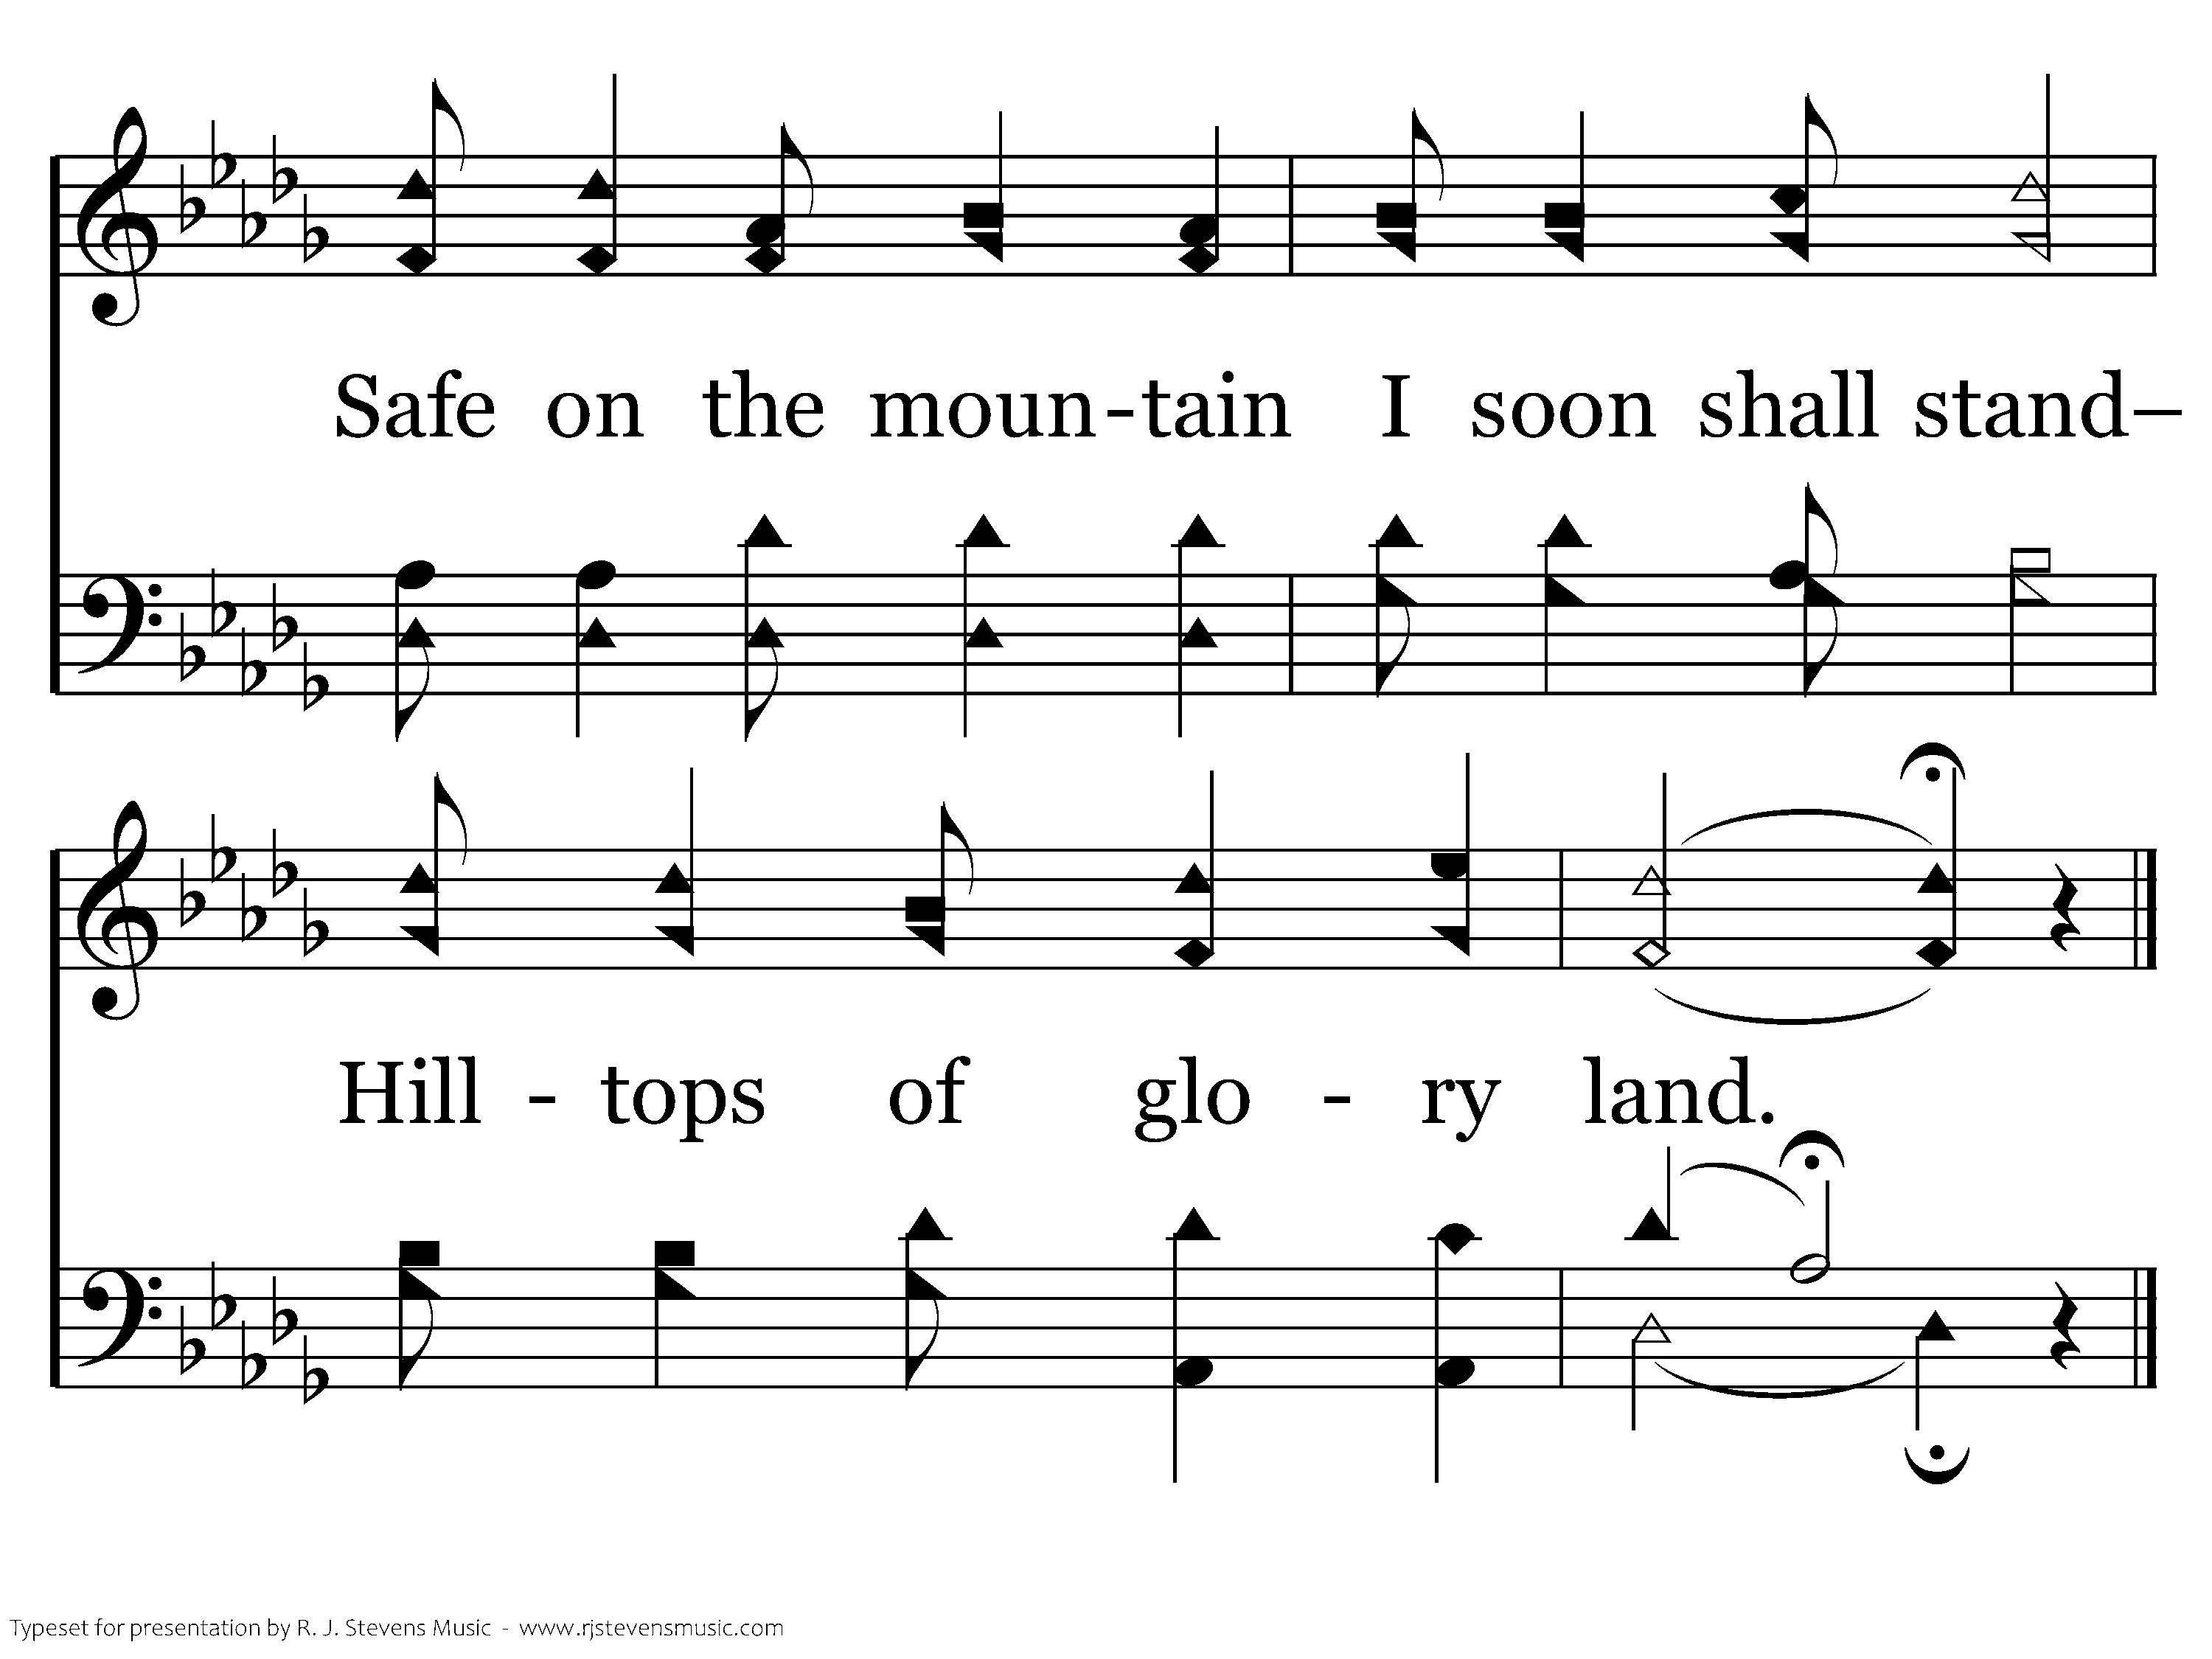 Safe on the moun-tain I soon shall stand–
Hill - tops of glo - ry land.
Typeset for presentation by R. J. Stevens Music - www.rjstevensmusic.com